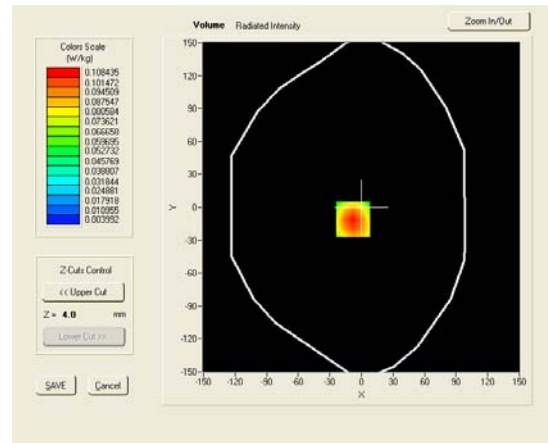 Volume Radiated Intensity
Zoom In/Out
Colors Scale
(W/kg)
0.108435
0.101472
0.094509
0.087547
0.080584
0.073621
0.066658
0.059695
0.052732
0.045769
0.038807
0.031844
0.024881
0.017918
0.010955
0.003992
Z-Cuts Control
<< Upper Cut
Z = 4.0 mm
Lower Cut >>
SAVE Cancel
150
120
90
60
30
0
-30
-60
-90
-120
-150
Y
-150 -120 -90 -60 -30 0 30 60 90 120 150
X